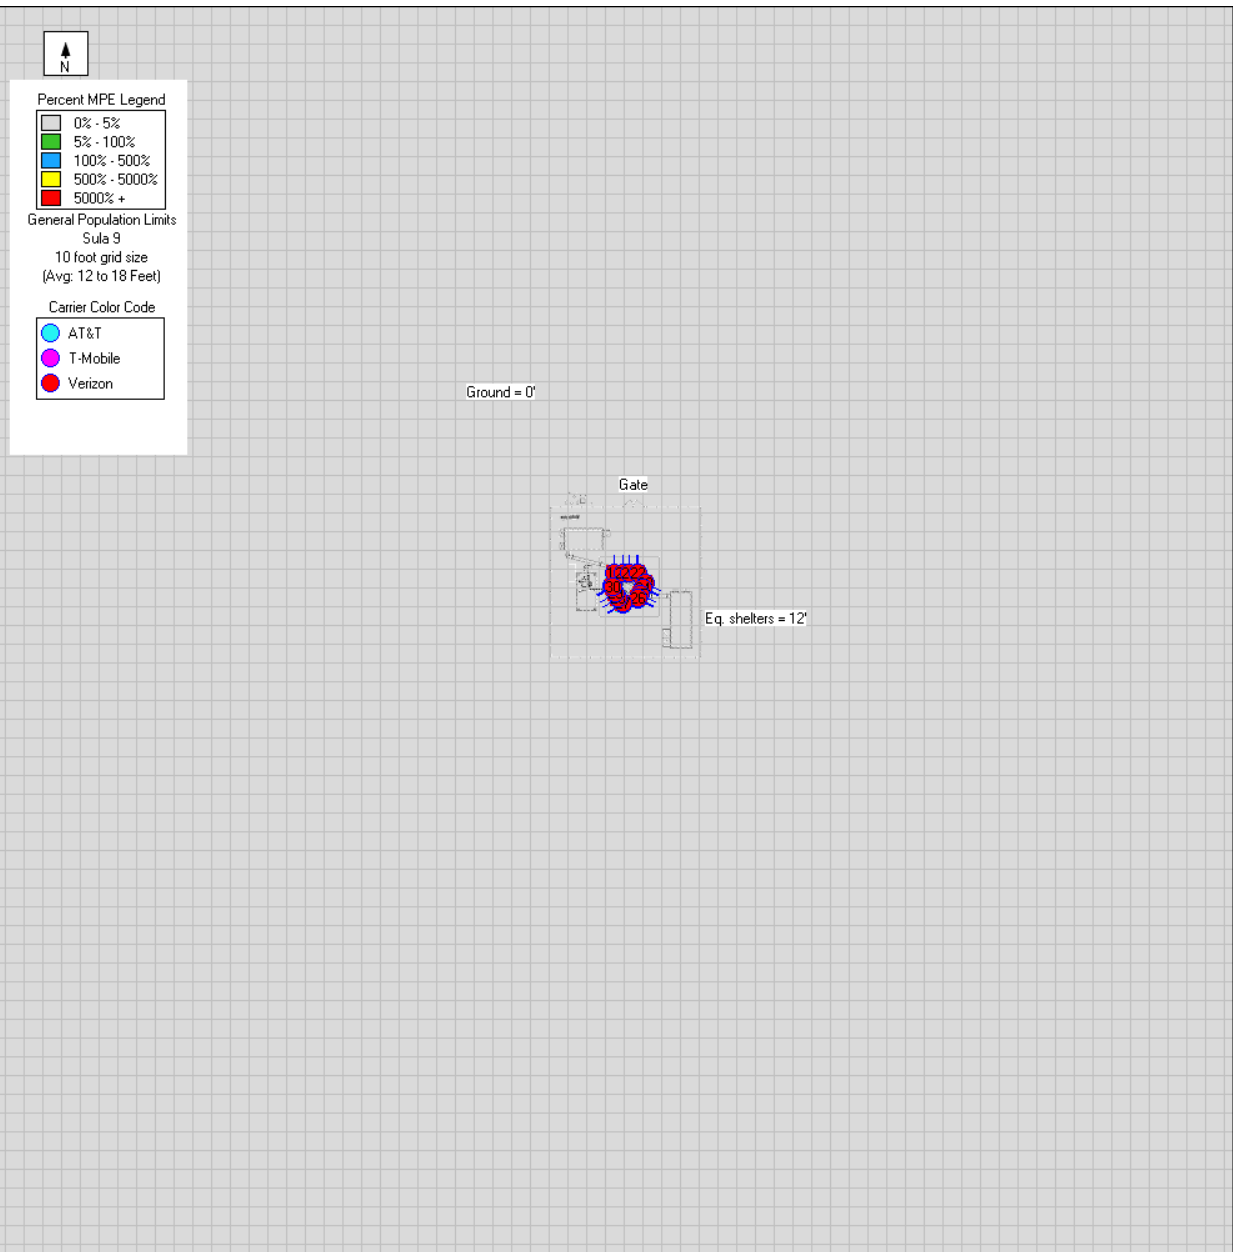 N
Percent MPE Legend
0% - 5%
5% - 100%
100% - 500%
500% - 5000%
5000% +
General Population Limits
Sula 9
10 foot grid size
(Avg: 12 to 18 Feet)
Carrier Color Code
AT&T
T-Mobile
Verizon
Ground = 0'
Gate
Eq. shelters = 12'